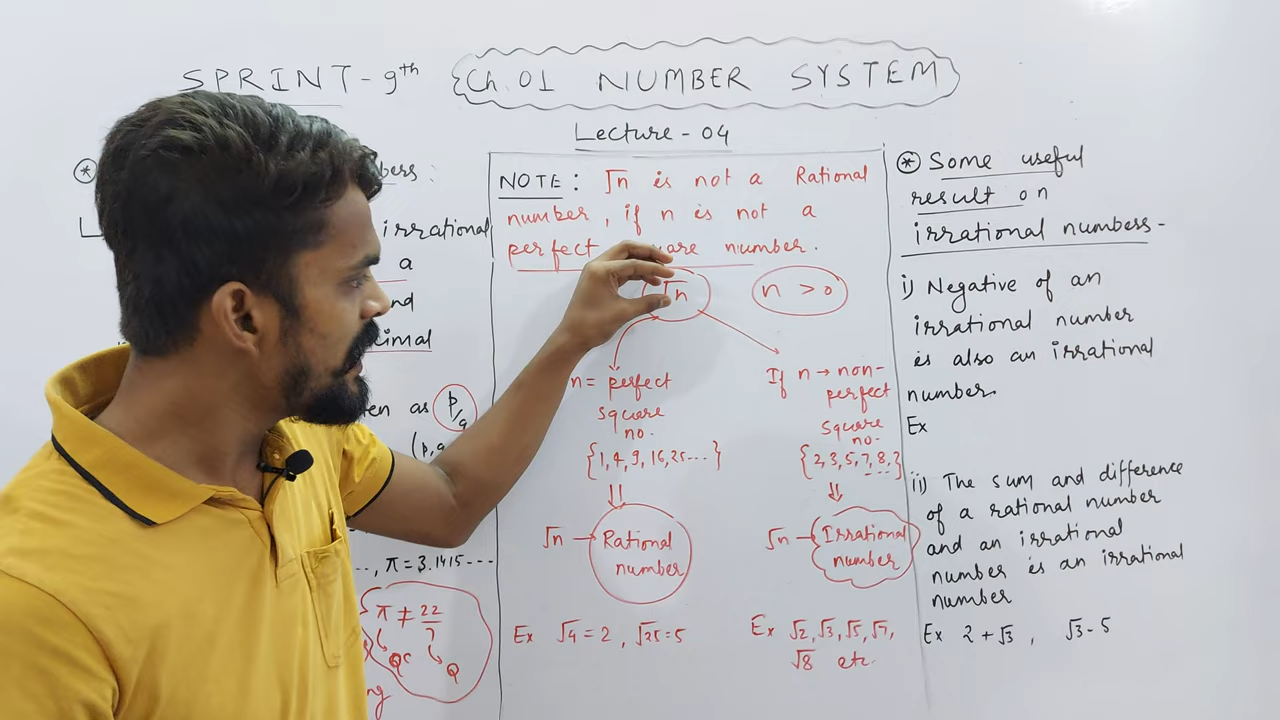 SPRINT-9th
Ch.01 NUMBER SYSTEM
Lecture-04
irrational
a
en as p/q
(p,q
π = 3.1415----
π ≠ 22/7
Qc Q
NOTE: √n is not a Rational
number, if n is not a
perfect number.
√n n > 0
n = perfect
square
no.
{1,4,9,16,25---}
⇓
√n → Rational
number
Ex √4 = 2, √25 = 5
If n → non-
perfect
square
no.
{2,3,5,7,8,..}
⇓
√n → Irrational
number
Ex √2, √3, √5, √7,
√8 etc.
* Some useful
result on
irrational numbers-
i) Negative of an
irrational number
is also an irrational
number.
Ex
ii) The sum and difference
of a rational number
and an irrational
number is an irrational
number
Ex 2 + √3 , √3 - 5